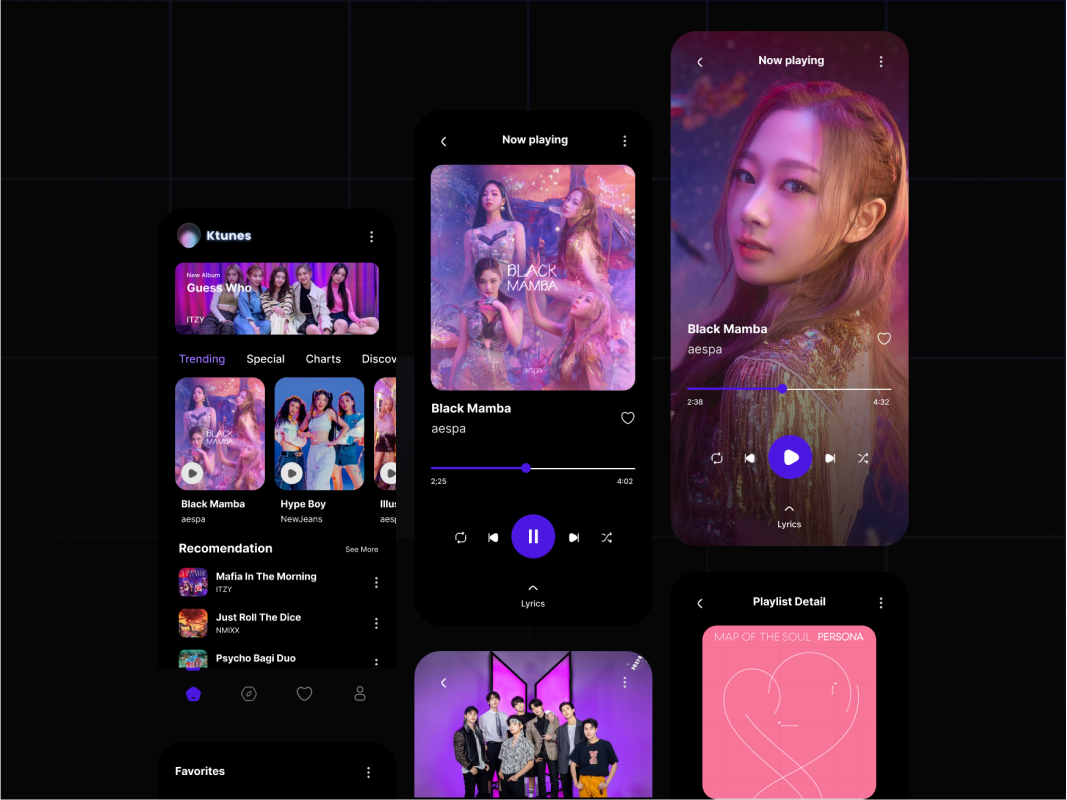 Ktunes
New Album
Guess Who
ITZY
Trending Special Charts Discov
BLACK
MAMBA
Black Mamba
aespa
Hype Boy
NewJeans
Illus
aesp
Recomendation
See More
Mafia In The Morning
ITZY
Just Roll The Dice
NMIXX
Psycho Bagi Duo
Favorites
Now playing
BLACK
MAMBA
aespa
Black Mamba
aespa
2;25
4:02
Lyrics
Now playing
Black Mamba
aespa
2:38
4:32
Lyrics
Playlist Detail
MAP OF THE SOUL PERSONA